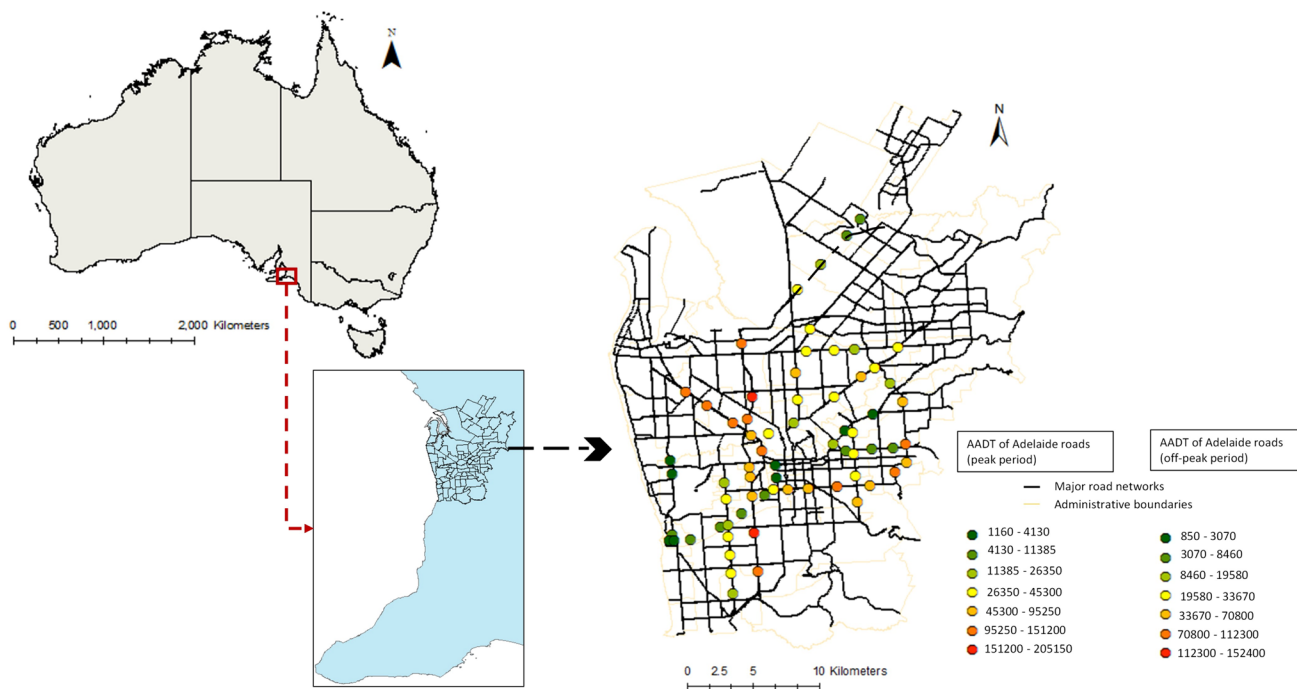 N
0 500 1,000 2,000 Kilometers
N
AADT of Adelaide roads
(peak period)
AADT of Adelaide roads
(off-peak period)
Major road networks
Administrative boundaries
1160 - 4130
4130 - 11385
11385 - 26350
26350 - 45300
45300 - 95250
95250 - 151200
151200 - 205150
850 - 3070
3070 - 8460
8460 - 19580
19580 - 33670
33670 - 70800
70800 - 112300
112300 - 152400
0 2.5 5 10 Kilometers